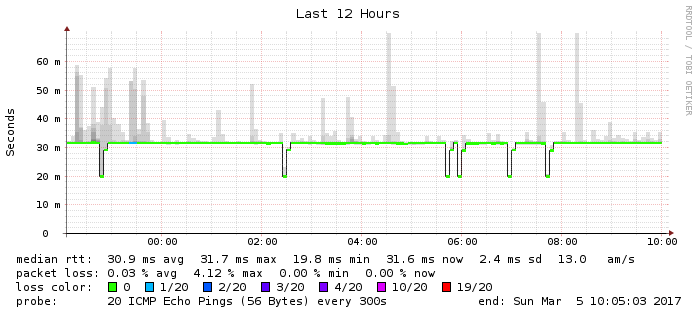 Last 12 Hours
RRDTOOL / TOBI OETIKER
Seconds
60 m
50 m
40 m
30 m
20 m
10 m
0
00:00 02:00 04:00 06:00 08:00 10:00
median rtt: 30.9 ms avg 31.7 ms max 19.8 ms min 31.6 ms now 2.4 ms sd 13.0 am/s
packet loss: 0.03 % avg 4.12 % max 0.00 % min 0.00 % now
loss color: 0 1/20 2/20 3/20 4/20 10/20 19/20
probe: 20 ICMP Echo Pings (56 Bytes) every 300s end: Sun Mar 5 10:05:03 2017